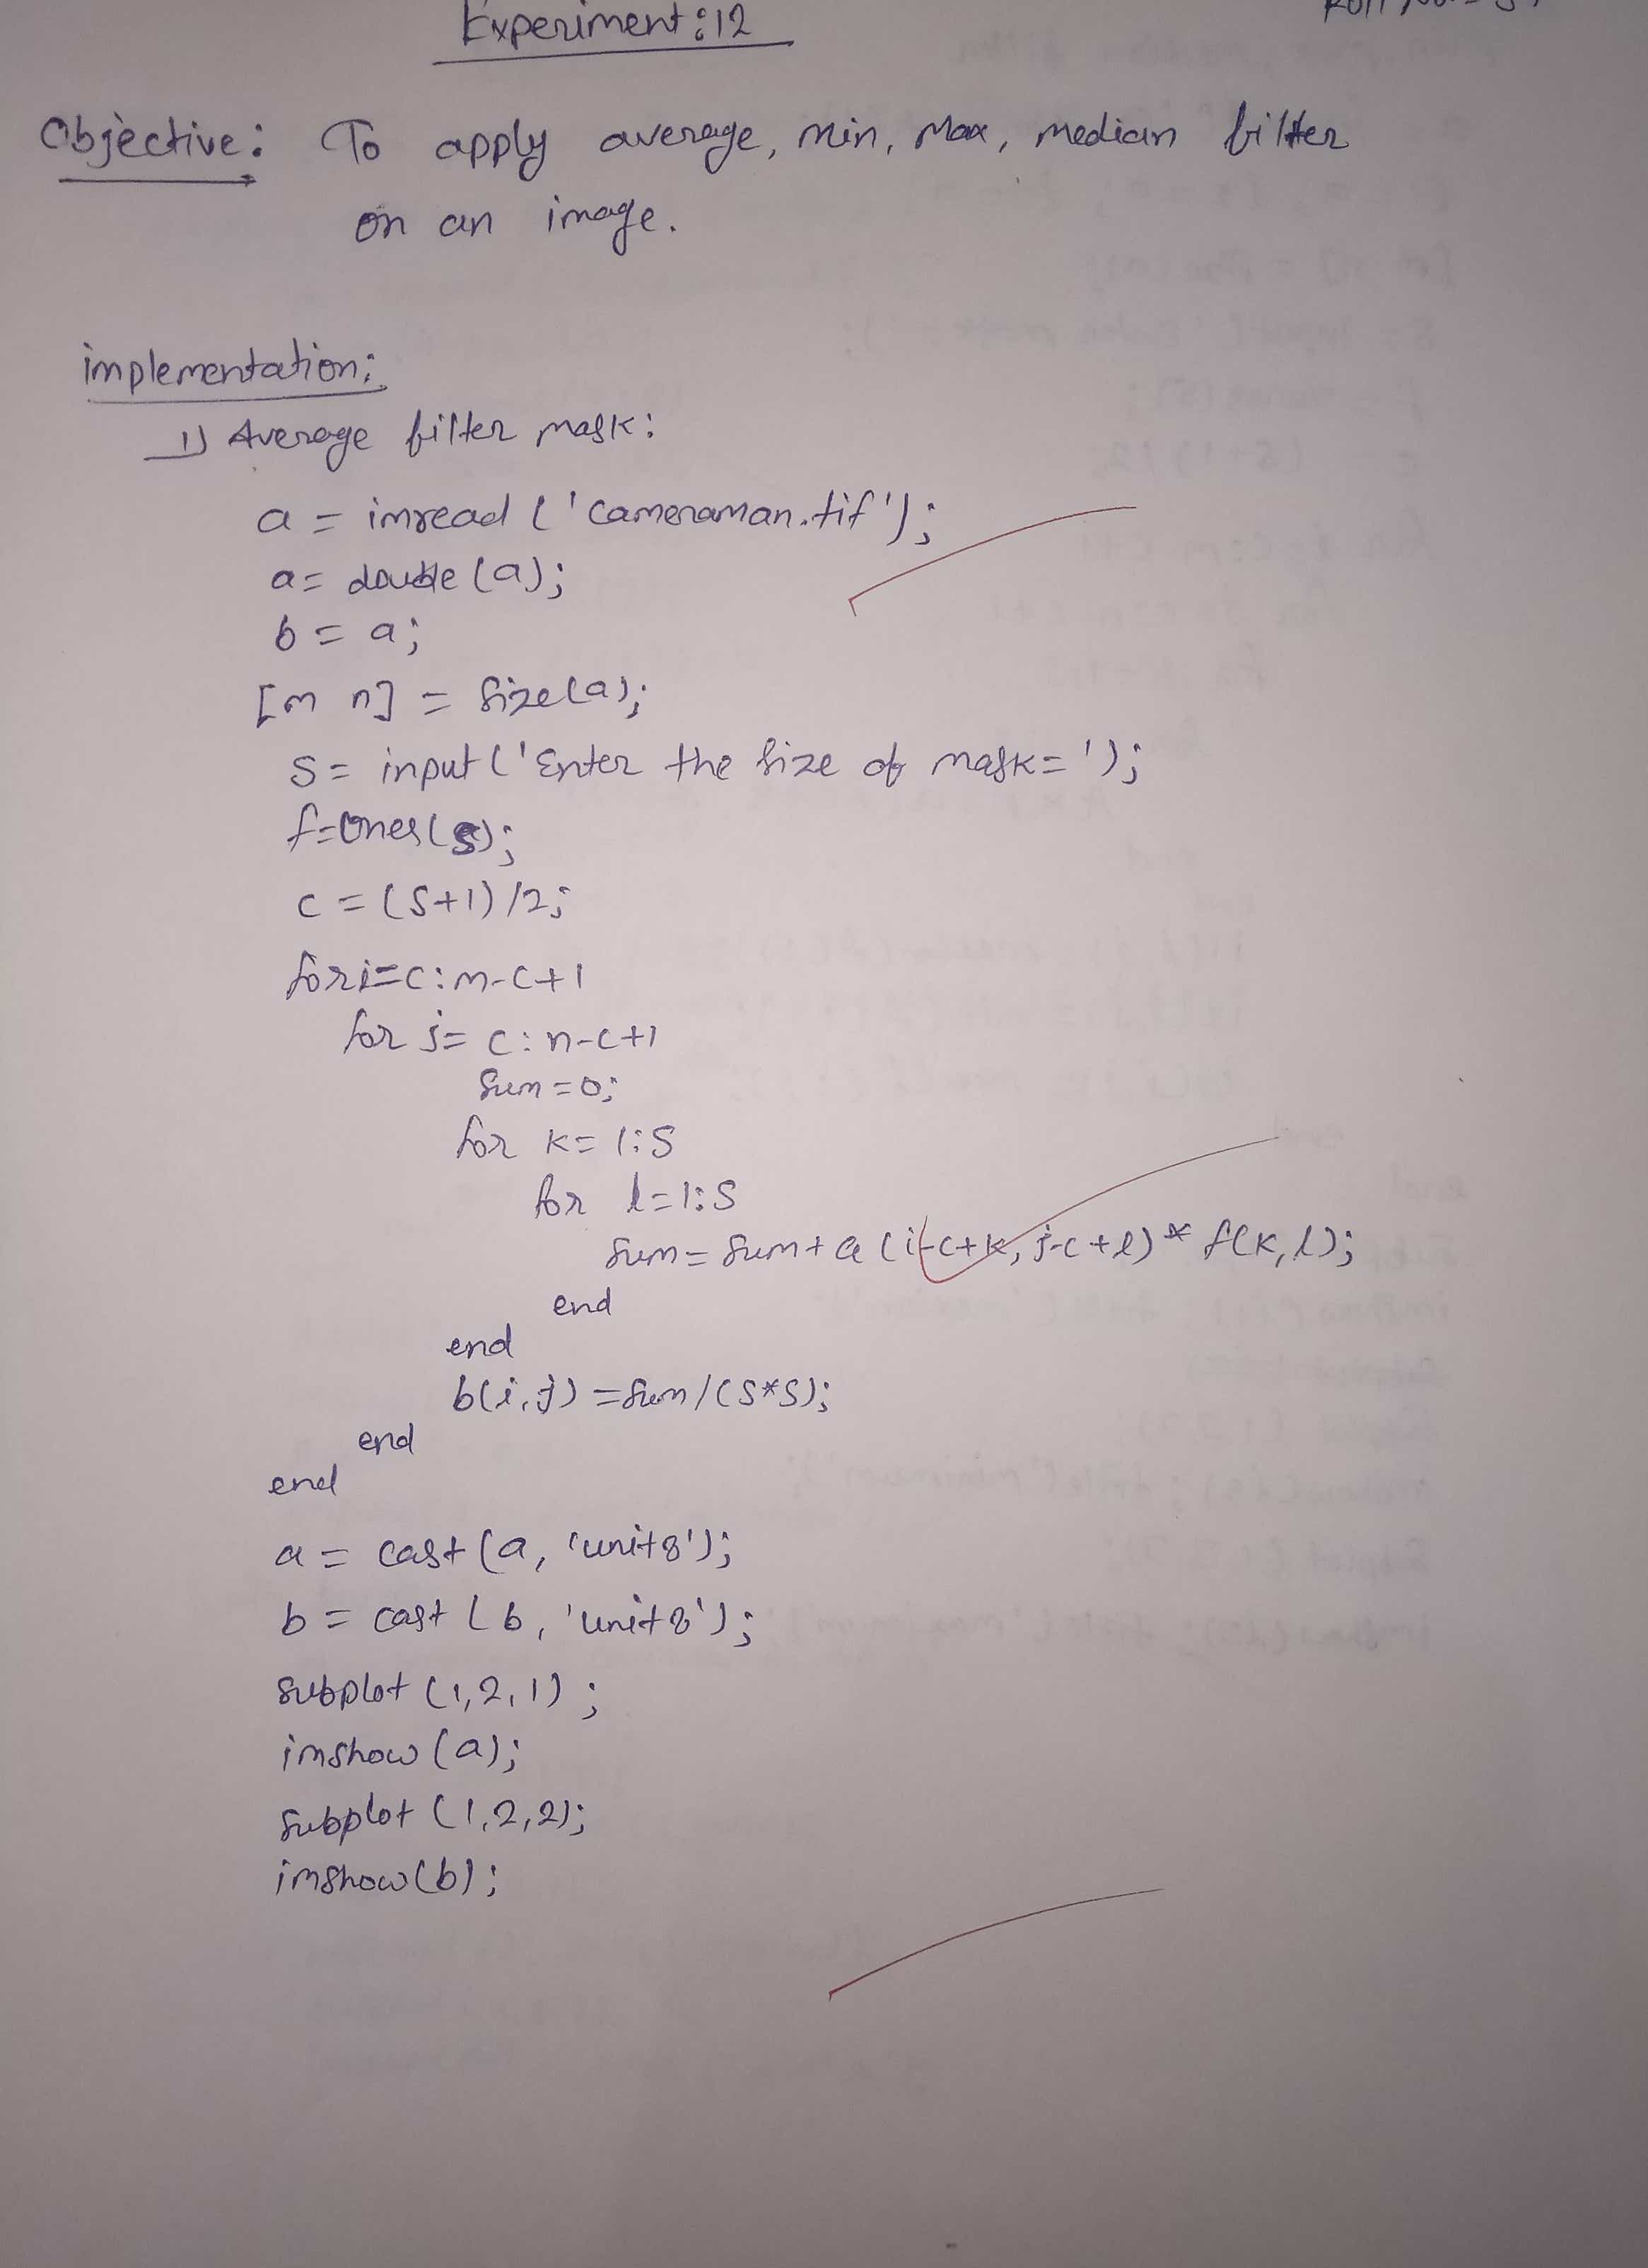 Experiment:12
Objective: To apply average, min, Max, median filter
on an image.
implementation:
1) Average filter mask:
a = imread ('cameraman.tif');
a= double (a);
b = a;
[m n] = size(a);
S= input ('Enter the size of mask=');
f=ones(s);
c = (S+1)/2;
for i=c:m-c+1
for j= c:n-c+1
sum=0;
for k= 1:S
for l=1:S
sum=sum+a(i-c+k, j-c+l)*f(k,l);
end
end
b(i,j)=sum/(S*S);
end
end
a = cast (a, 'unit8');
b = cast (b, 'unit8');
subplot (1,2,1);
imshow (a);
subplot (1,2,2);
imshow(b);